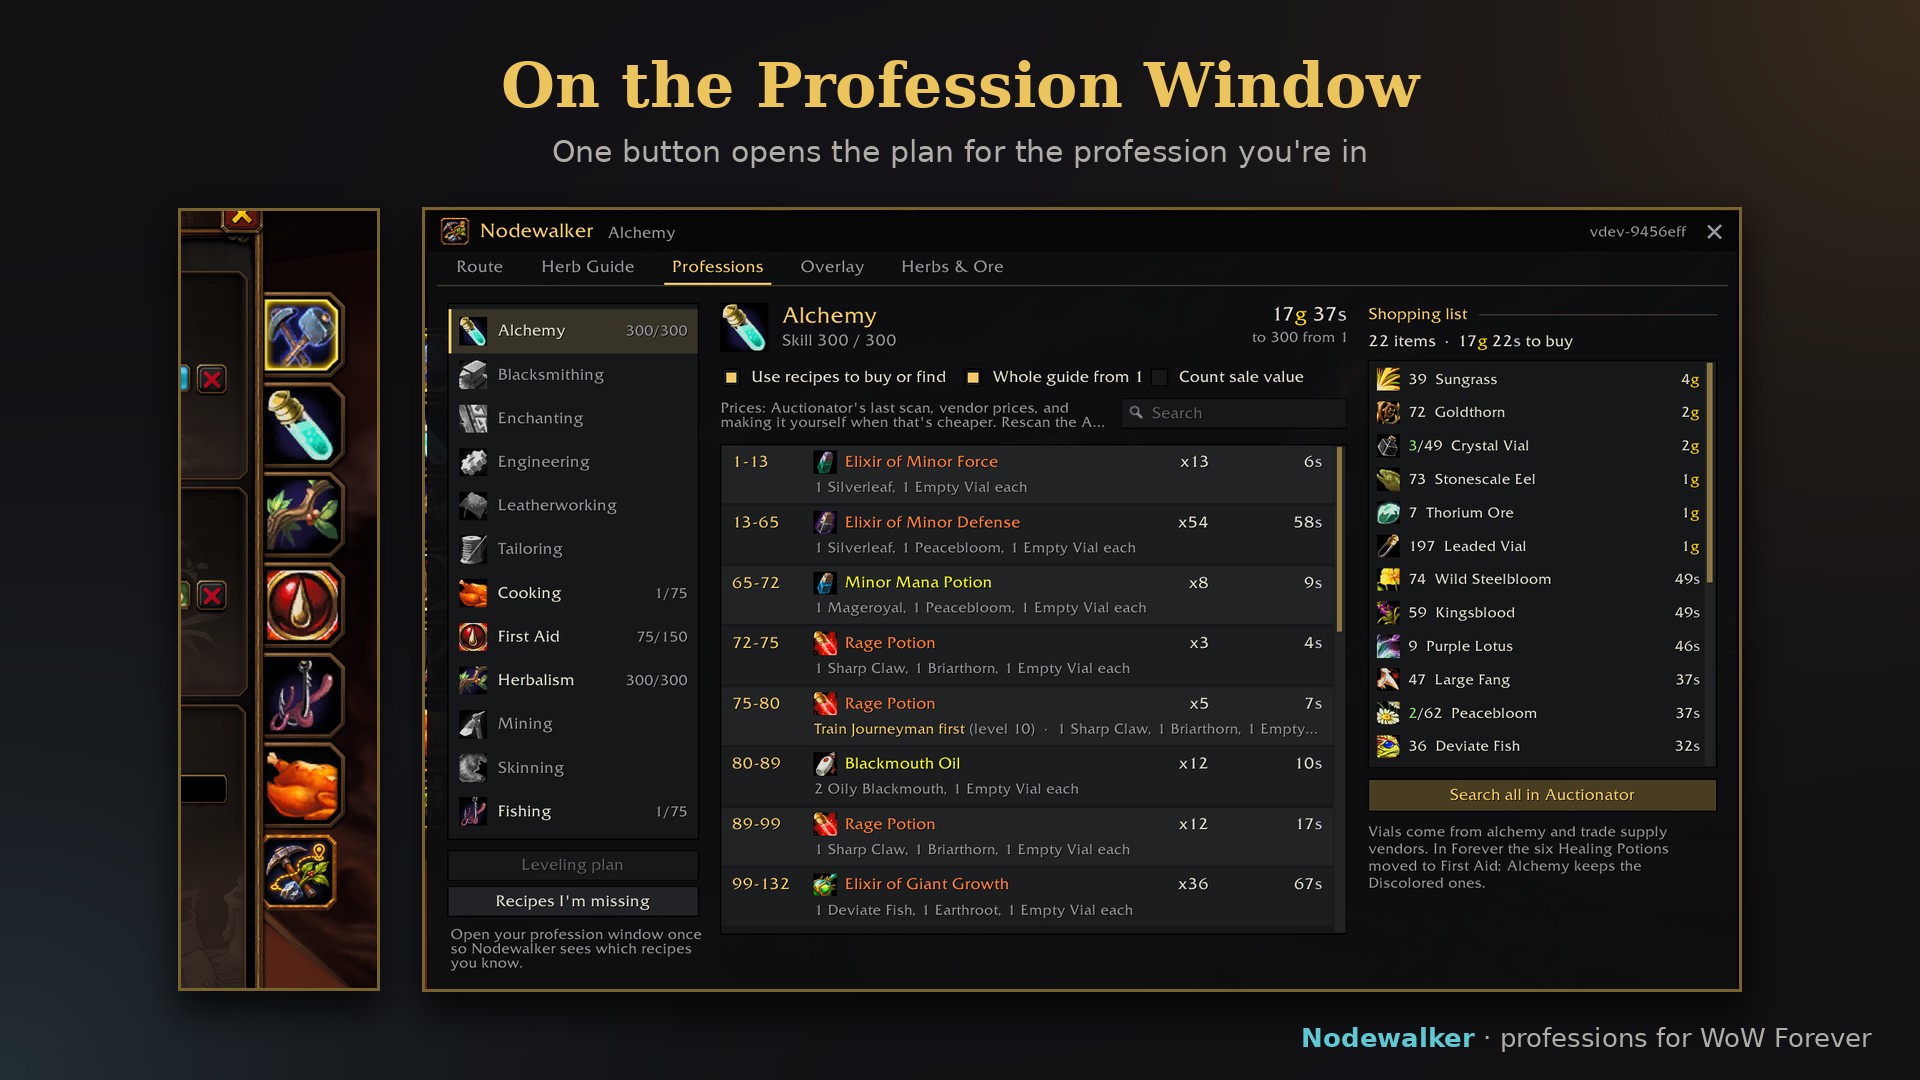 On the Profession Window
One button opens the plan for the profession you're in
Nodewalker Alchemy
vdev-9456eff
Route Herb Guide Professions Overlay Herbs & Ore
Alchemy 300/300
Blacksmithing
Enchanting
Engineering
Leatherworking
Tailoring
Cooking 1/75
First Aid 75/150
Herbalism 300/300
Mining
Skinning
Fishing 1/75
Leveling plan
Recipes I'm missing
Open your profession window once
so Nodewalker sees which recipes
you know.
Alchemy
Skill 300 / 300
17g 37s
to 300 from 1
Use recipes to buy or find Whole guide from 1 Count sale value
Prices: Auctionator's last scan, vendor prices, and
making it yourself when that's cheaper. Rescan the A...
Search
1-13 Elixir of Minor Force x13 6s
1 Silverleaf, 1 Empty Vial each
13-65 Elixir of Minor Defense x54 58s
1 Silverleaf, 1 Peacebloom, 1 Empty Vial each
65-72 Minor Mana Potion x8 9s
1 Mageroyal, 1 Peacebloom, 1 Empty Vial each
72-75 Rage Potion x3 4s
1 Sharp Claw, 1 Briarthorn, 1 Empty Vial each
75-80 Rage Potion x5 7s
Train Journeyman first (level 10) · 1 Sharp Claw, 1 Briarthorn, 1 Empty...
80-89 Blackmouth Oil x12 10s
2 Oily Blackmouth, 1 Empty Vial each
89-99 Rage Potion x12 17s
1 Sharp Claw, 1 Briarthorn, 1 Empty Vial each
99-132 Elixir of Giant Growth x36 67s
1 Deviate Fish, 1 Earthroot, 1 Empty Vial each
Shopping list
22 items · 17g 22s to buy
39 Sungrass 4g
72 Goldthorn 2g
3/49 Crystal Vial 2g
73 Stonescale Eel 1g
7 Thorium Ore 1g
197 Leaded Vial 1g
74 Wild Steelbloom 49s
59 Kingsblood 49s
9 Purple Lotus 46s
47 Large Fang 37s
2/62 Peacebloom 37s
36 Deviate Fish 32s
Search all in Auctionator
Vials come from alchemy and trade supply
vendors. In Forever the six Healing Potions
moved to First Aid; Alchemy keeps the
Discolored ones.
Nodewalker · professions for WoW Forever